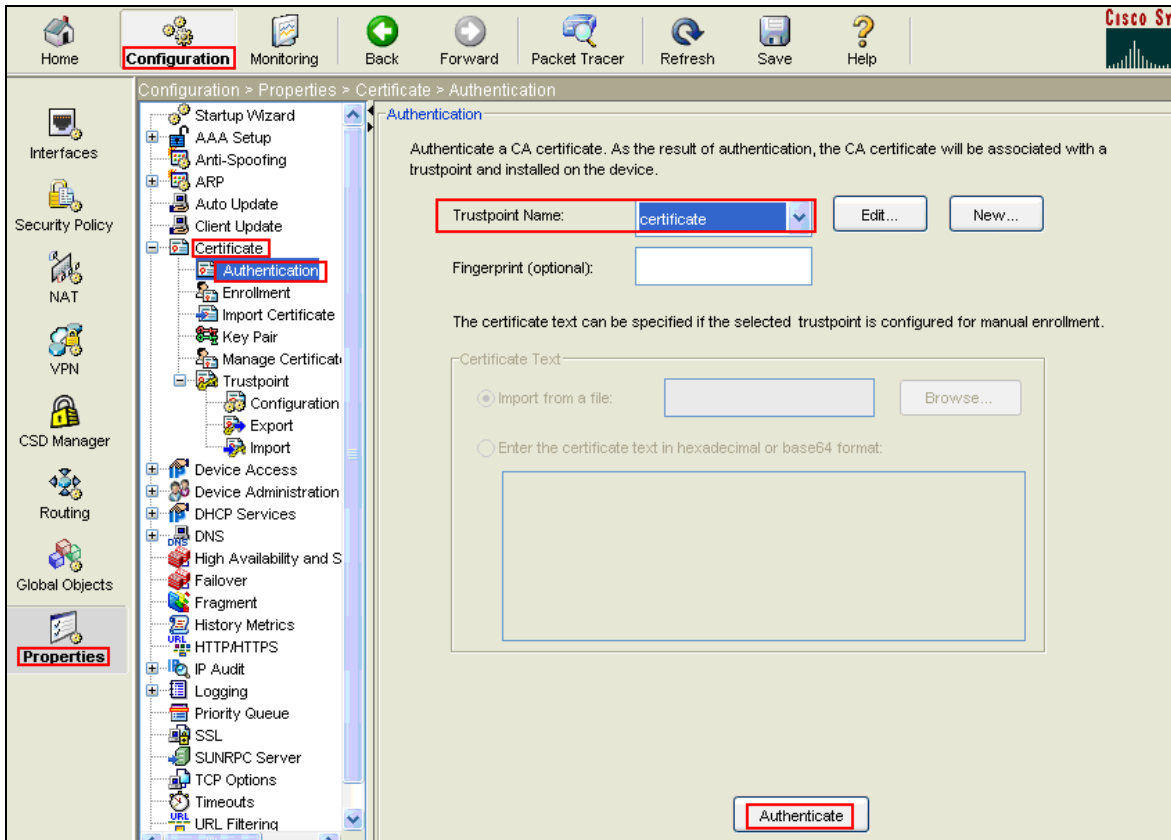 Home
Configuration
Monitoring
Back
Forward
Packet Tracer
Refresh
Save
Help
Cisco Sy
Configuration > Properties > Certificate > Authentication
Interfaces
Security Policy
NAT
VPN
CSD Manager
Routing
Global Objects
Properties
Startup Wizard
AAA Setup
Anti-Spoofing
ARP
Auto Update
Client Update
Certificate
Authentication
Enrollment
Import Certificate
Key Pair
Manage Certificat
Trustpoint
Configuration
Export
Import
Device Access
Device Administration
DHCP Services
DNS
DNS
High Availability and S
Failover
Fragment
History Metrics
URL
HTTP/HTTPS
IP Audit
Logging
Priority Queue
SSL
SUNRPC Server
TCP Options
Timeouts
URL
URL Filtering
Authentication
Authenticate a CA certificate. As the result of authentication, the CA certificate will be associated with a
trustpoint and installed on the device.
Trustpoint Name: certificate Edit... New...
Fingerprint (optional):
The certificate text can be specified if the selected trustpoint is configured for manual enrollment.
Certificate Text
Import from a file: Browse...
Enter the certificate text in hexadecimal or base64 format:
Authenticate